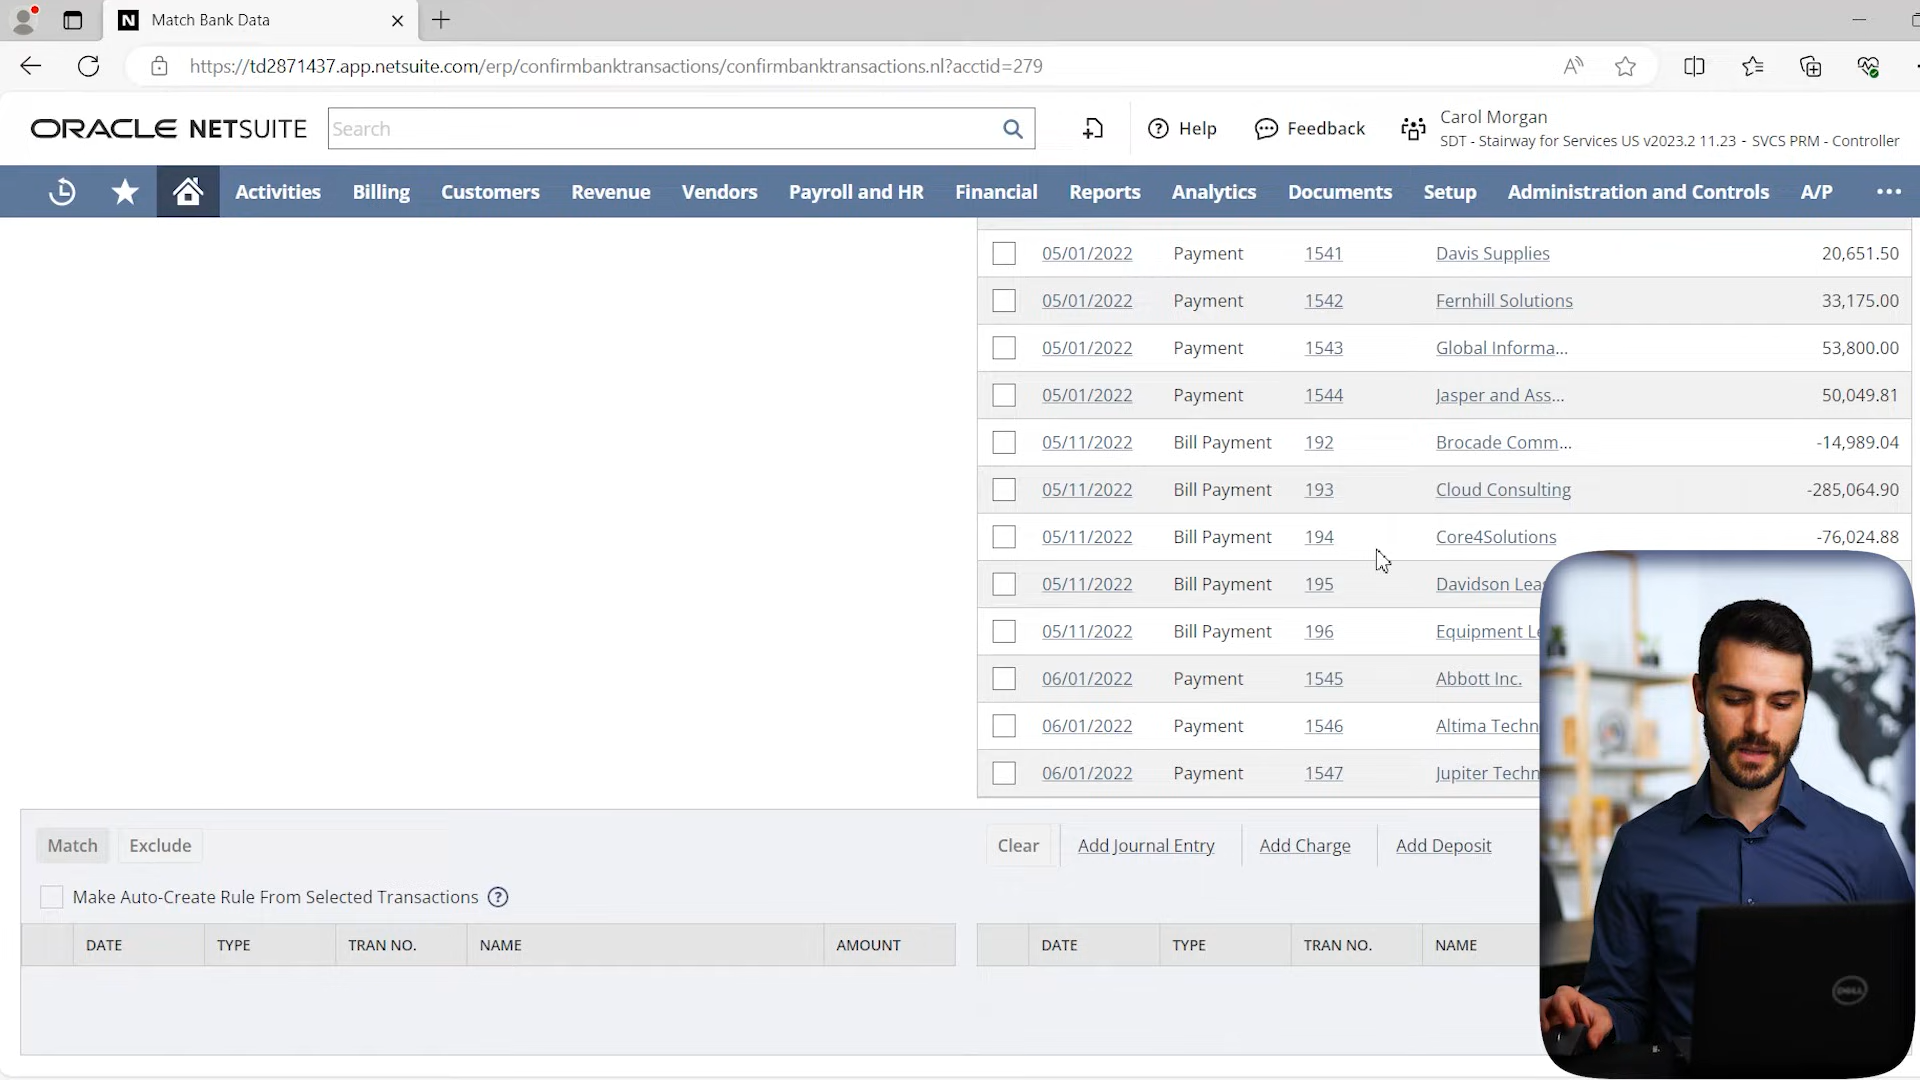 Match Bank Data
https://td2871437.app.netsuite.com/erp/confirmbanktransactions/confirmbanktransactions.nl?acctid=279
ORACLE NETSUITE
Search
Help
Feedback
Carol Morgan
SDT - Stairway for Services US v2023.2 11.23 - SVCS PRM - Controller
Activities Billing Customers Revenue Vendors Payroll and HR Financial Reports Analytics Documents Setup Administration and Controls A/P
05/01/2022 Payment 1541 Davis Supplies 20,651.50
05/01/2022 Payment 1542 Fernhill Solutions 33,175.00
05/01/2022 Payment 1543 Global Informa... 53,800.00
05/01/2022 Payment 1544 Jasper and Ass... 50,049.81
05/11/2022 Bill Payment 192 Brocade Comm... -14,989.04
05/11/2022 Bill Payment 193 Cloud Consulting -285,064.90
05/11/2022 Bill Payment 194 Core4Solutions -76,024.88
05/11/2022 Bill Payment 195 Davidson Lea
05/11/2022 Bill Payment 196 Equipment Le
06/01/2022 Payment 1545 Abbott Inc.
06/01/2022 Payment 1546 Altima Techn
06/01/2022 Payment 1547 Jupiter Techn
Match Exclude
Clear Add Journal Entry Add Charge Add Deposit
Make Auto-Create Rule From Selected Transactions
DATE TYPE TRAN NO. NAME AMOUNT
DATE TYPE TRAN NO. NAME
DELL